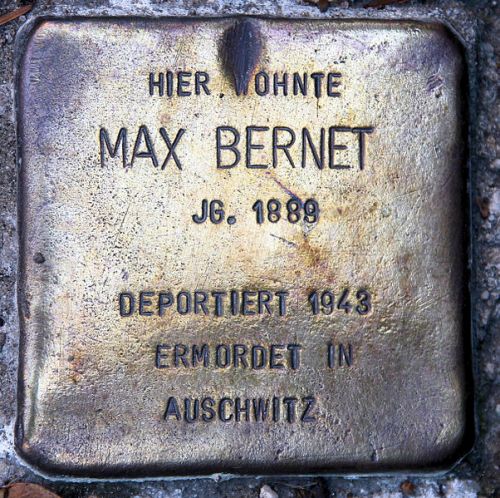 HIER WOHNTE
MAX BERNET
JG. 1889
DEPORTIERT 1943
ERMORDET IN
AUSCHWITZ